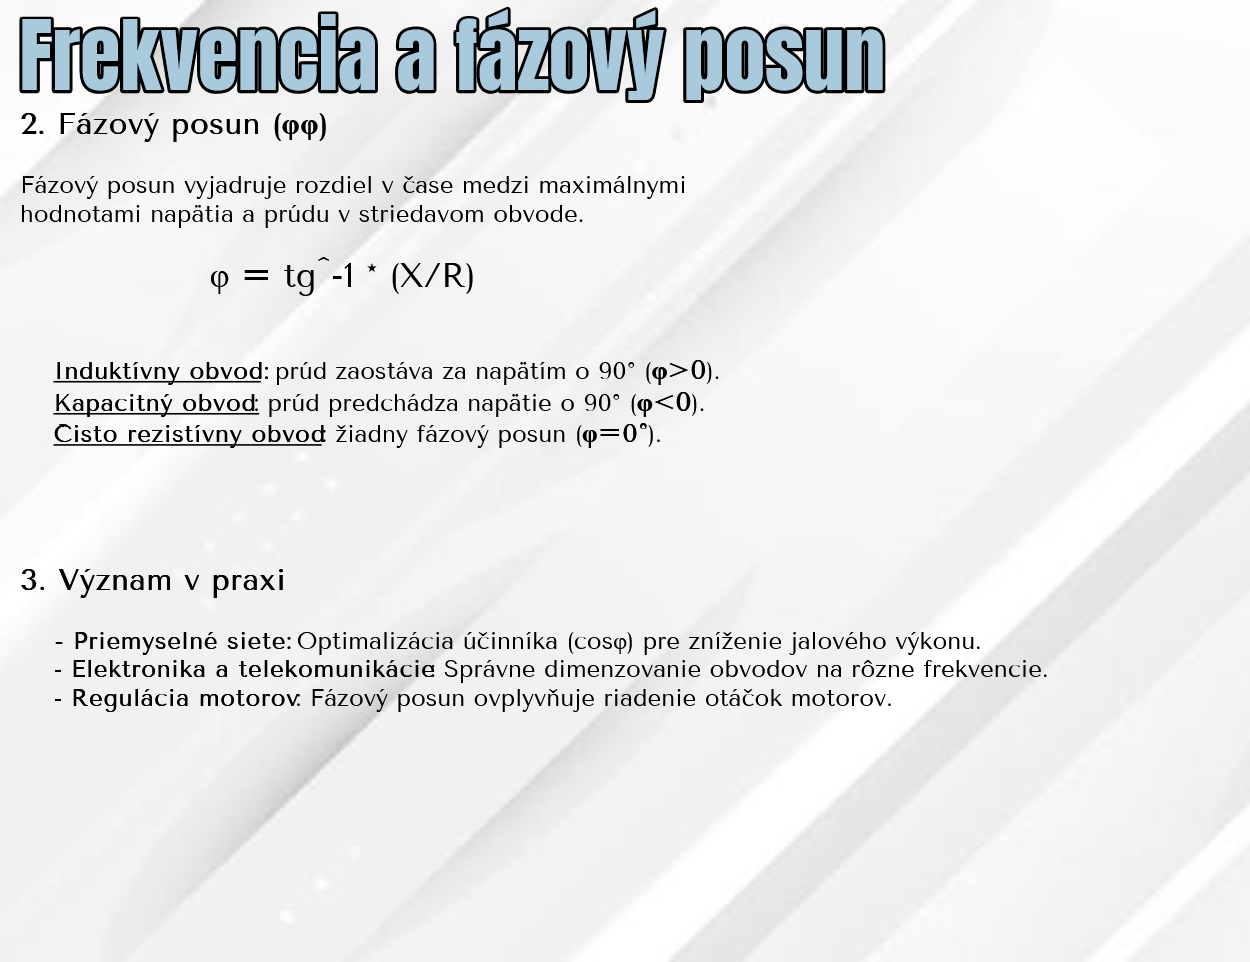 Frekvencia a fázový posun
2. Fázový posun (φφ)
Fázový posun vyjadruje rozdiel v čase medzi maximálnymi
hodnotami napätia a prúdu v striedavom obvode.
φ = tg^-1 * (X/R)
Induktívny obvod: prúd zaostáva za napätím o 90° (φ>0).
Kapacitný obvod: prúd predchádza napätie o 90° (φ<0).
Čisto rezistívny obvod: žiadny fázový posun (φ=0°).
3. Význam v praxi
- Priemyselné siete: Optimalizácia účinníka (cosφ) pre zníženie jalového výkonu.
- Elektronika a telekomunikácie: Správne dimenzovanie obvodov na rôzne frekvencie.
- Regulácia motorov: Fázový posun ovplyvňuje riadenie otáčok motorov.